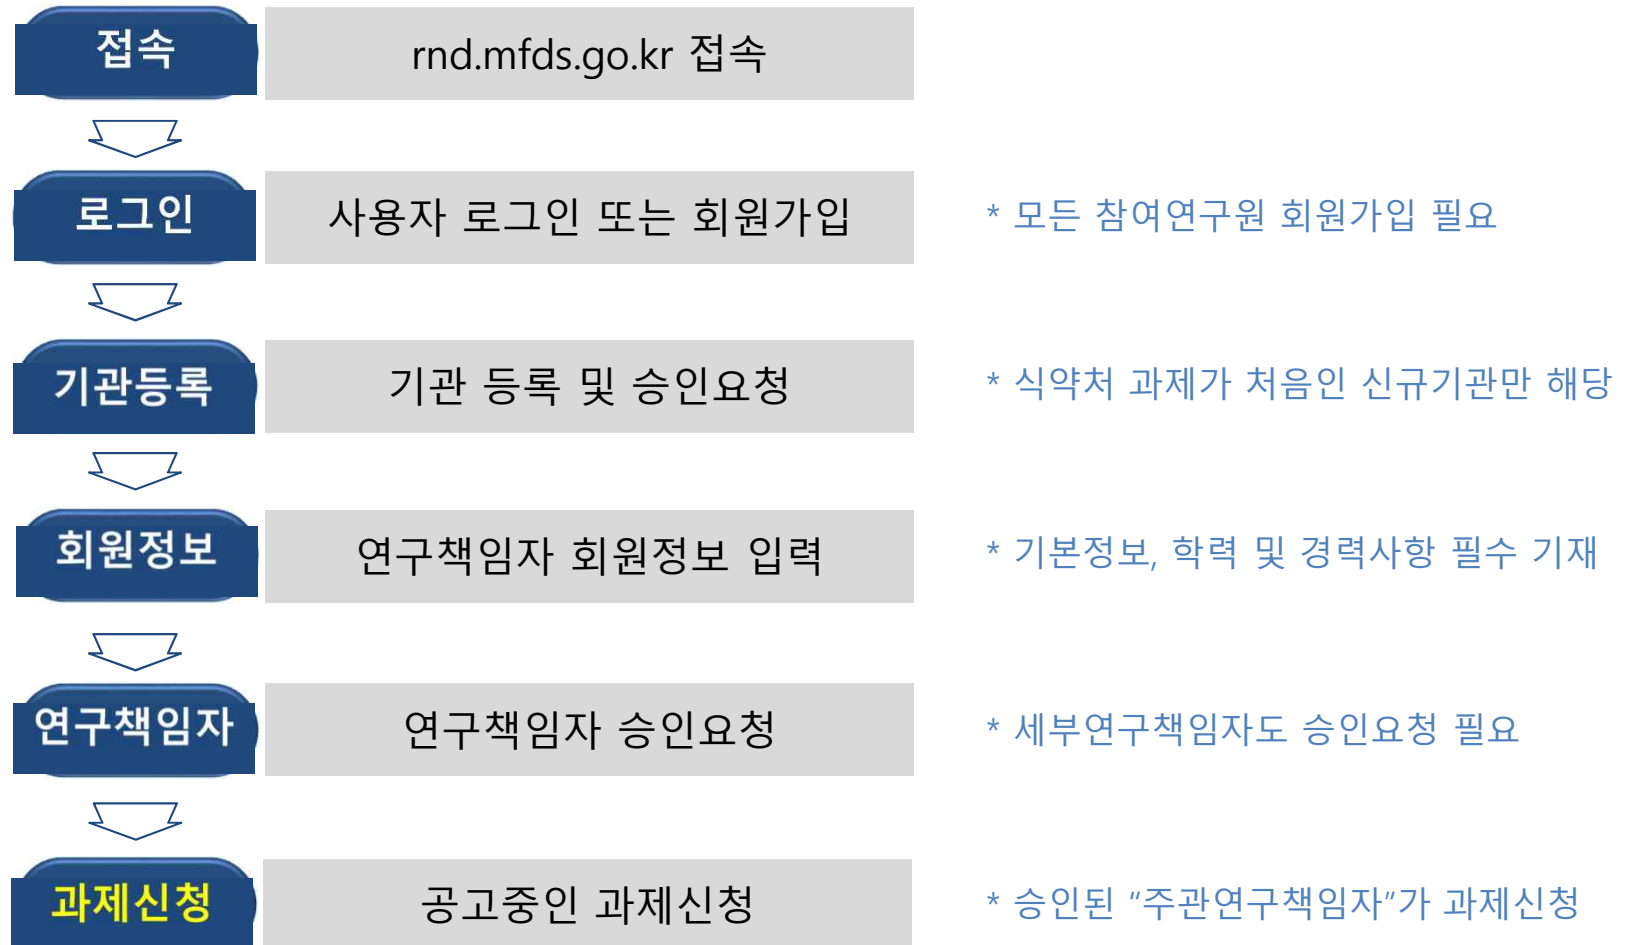 접속
rnd.mfds.go.kr 접속
로그인
사용자 로그인 또는 회원가입
* 모든 참여연구원 회원가입 필요
기관등록
기관 등록 및 승인요청
* 식약처 과제가 처음인 신규기관만 해당
회원정보
연구책임자 회원정보 입력
* 기본정보, 학력 및 경력사항 필수 기재
연구책임자
연구책임자 승인요청
* 세부연구책임자도 승인요청 필요
과제신청
공고중인 과제신청
* 승인된 “주관연구책임자“가 과제신청